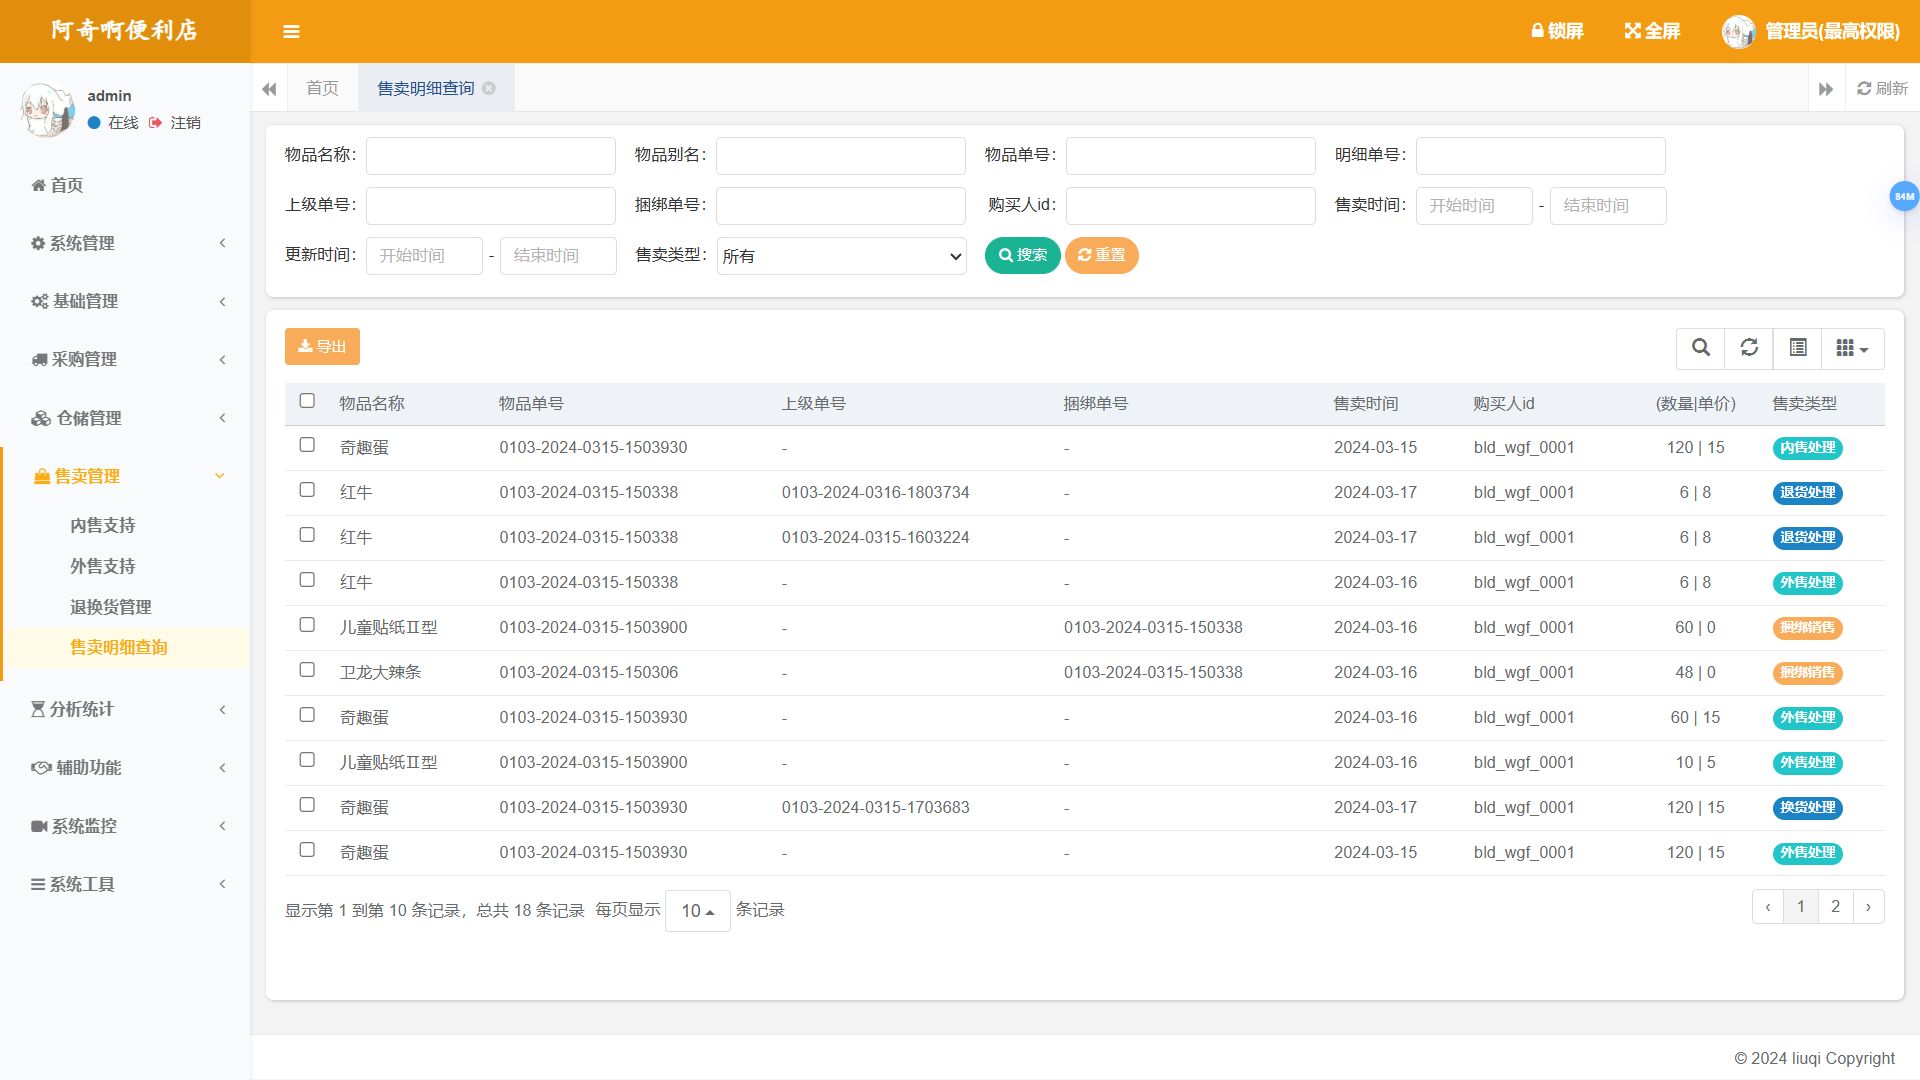 阿奇啊便利店
锁屏 全屏 管理员(最高权限)
admin
在线 注销
首页 售卖明细查询 刷新
首页
系统管理
基础管理
采购管理
仓储管理
售卖管理
内售支持
外售支持
退换货管理
售卖明细查询
分析统计
辅助功能
系统监控
系统工具
物品名称： 物品别名： 物品单号： 明细单号：
上级单号： 捆绑单号： 购买人id： 售卖时间： 开始时间 - 结束时间
更新时间： 开始时间 - 结束时间 售卖类型： 所有 搜索 重置
84M
导出
物品名称 物品单号 上级单号 捆绑单号 售卖时间 购买人id (数量|单价) 售卖类型
奇趣蛋 0103-2024-0315-1503930 - - 2024-03-15 bld_wgf_0001 120 | 15 内售处理
红牛 0103-2024-0315-150338 0103-2024-0316-1803734 - 2024-03-17 bld_wgf_0001 6 | 8 退货处理
红牛 0103-2024-0315-150338 0103-2024-0315-1603224 - 2024-03-17 bld_wgf_0001 6 | 8 退货处理
红牛 0103-2024-0315-150338 - - 2024-03-16 bld_wgf_0001 6 | 8 外售处理
儿童贴纸Ⅱ型 0103-2024-0315-1503900 - 0103-2024-0315-150338 2024-03-16 bld_wgf_0001 60 | 0 捆绑销售
卫龙大辣条 0103-2024-0315-150306 - 0103-2024-0315-150338 2024-03-16 bld_wgf_0001 48 | 0 捆绑销售
奇趣蛋 0103-2024-0315-1503930 - - 2024-03-16 bld_wgf_0001 60 | 15 外售处理
儿童贴纸Ⅱ型 0103-2024-0315-1503900 - - 2024-03-16 bld_wgf_0001 10 | 5 外售处理
奇趣蛋 0103-2024-0315-1503930 0103-2024-0315-1703683 - 2024-03-17 bld_wgf_0001 120 | 15 换货处理
奇趣蛋 0103-2024-0315-1503930 - - 2024-03-15 bld_wgf_0001 120 | 15 外售处理
显示第 1 到第 10 条记录，总共 18 条记录 每页显示 10 条记录 ‹ 1 2 ›
© 2024 liuqi Copyright